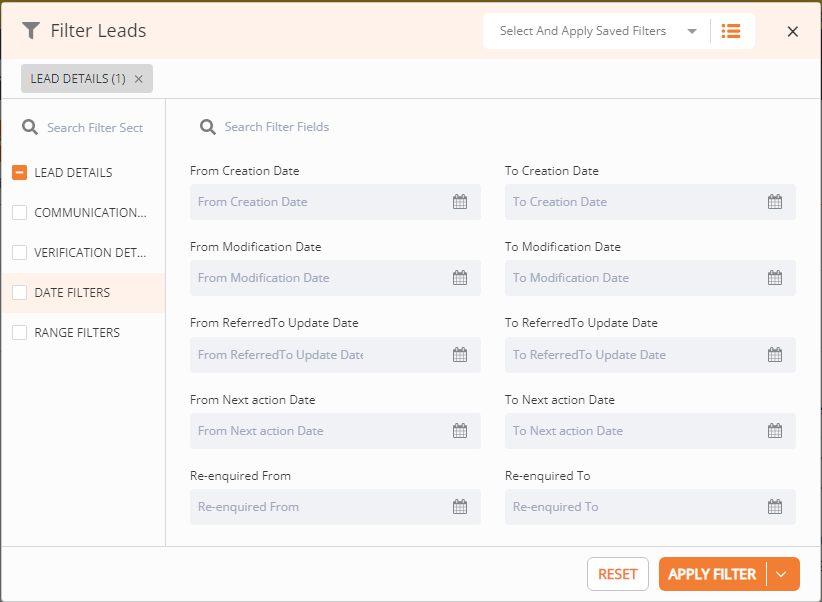 Filter Leads
Select And Apply Saved Filters
LEAD DETAILS (1)
Search Filter Sect
Search Filter Fields
LEAD DETAILS
COMMUNICATION...
VERIFICATION DET...
DATE FILTERS
RANGE FILTERS
From Creation Date To Creation Date
From Creation Date To Creation Date
From Modification Date To Modification Date
From Modification Date To Modification Date
From ReferredTo Update Date To ReferredTo Update Date
From ReferredTo Update Date To ReferredTo Update Date
From Next action Date To Next action Date
From Next action Date To Next action Date
Re-enquired From Re-enquired To
Re-enquired From Re-enquired To
RESET APPLY FILTER